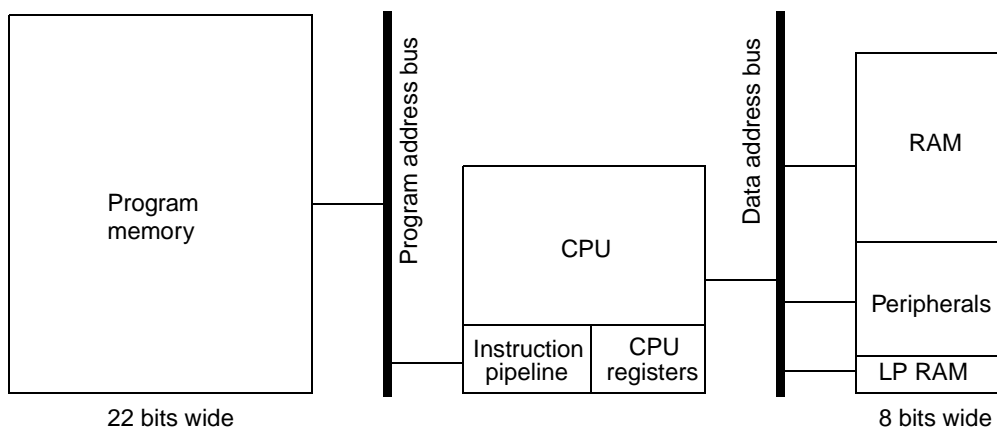 Program
memory
22 bits wide
Program address bus
CPU
Instruction
pipeline
CPU
registers
Data address bus
RAM
Peripherals
LP RAM
8 bits wide